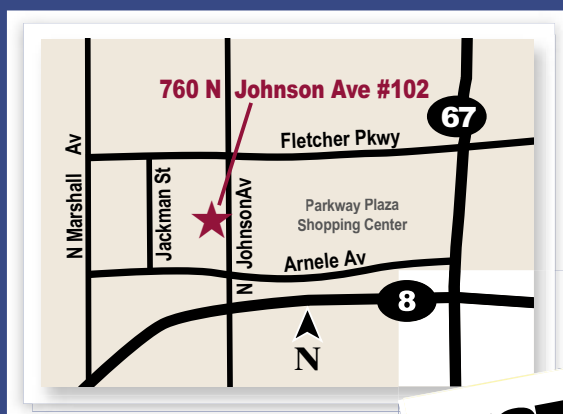 760 N Johnson Ave #102
67
Fletcher Pkwy
N Marshall Av
Jackman St
N JohnsonAv
Parkway Plaza
Shopping Center
Arnele Av
8
N